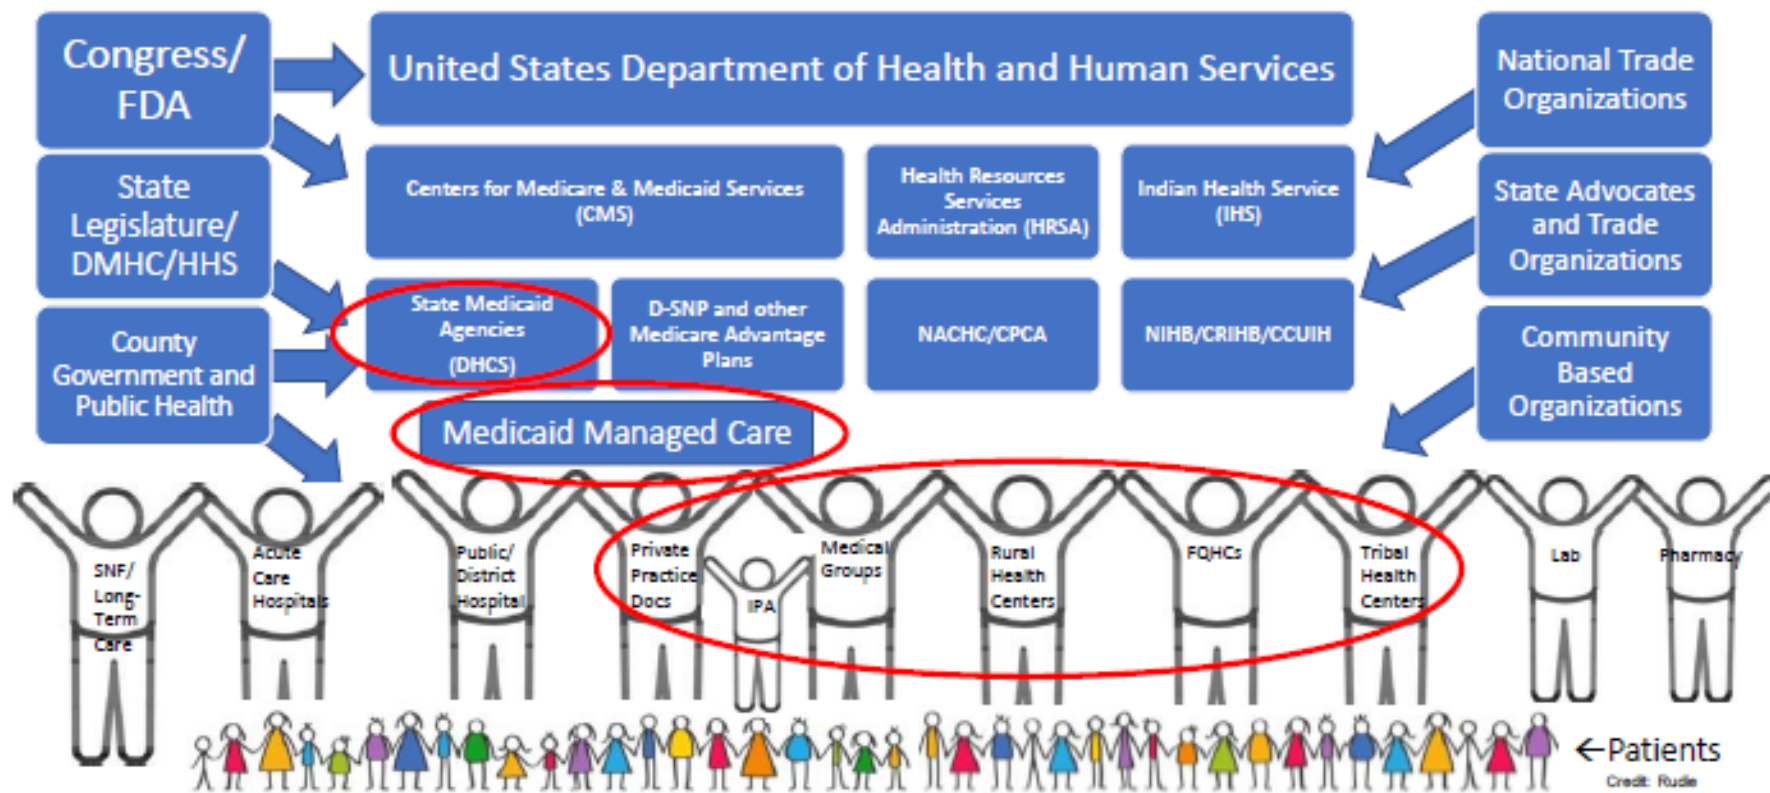 Congress/
FDA
United States Department of Health and Human Services
National Trade
Organizations
State
Legislature/
DMHC/HHS
Centers for Medicare & Medicaid Services
(CMS)
Health Resources
Services
Administration (HRSA)
Indian Health Service
(IHS)
State Advocates
and Trade
Organizations
County
Government and
Public Health
State Medicaid
Agencies
(DHCS)
D-SNP and other
Medicare Advantage
Plans
NACHC/CPCA
NIHB/CRIHB/CCUIH
Community
Based
Organizations
Medicaid Managed Care
SNF/
Long-
Term
Care
Acute
Care
Hospitals
Public/
District
Hospital
Private
Practice
Docs
IPA
Medical
Groups
Rural
Health
Centers
FQHCs
Tribal
Health
Centers
Lab
Pharmacy
←Patients
Credit: Rudie